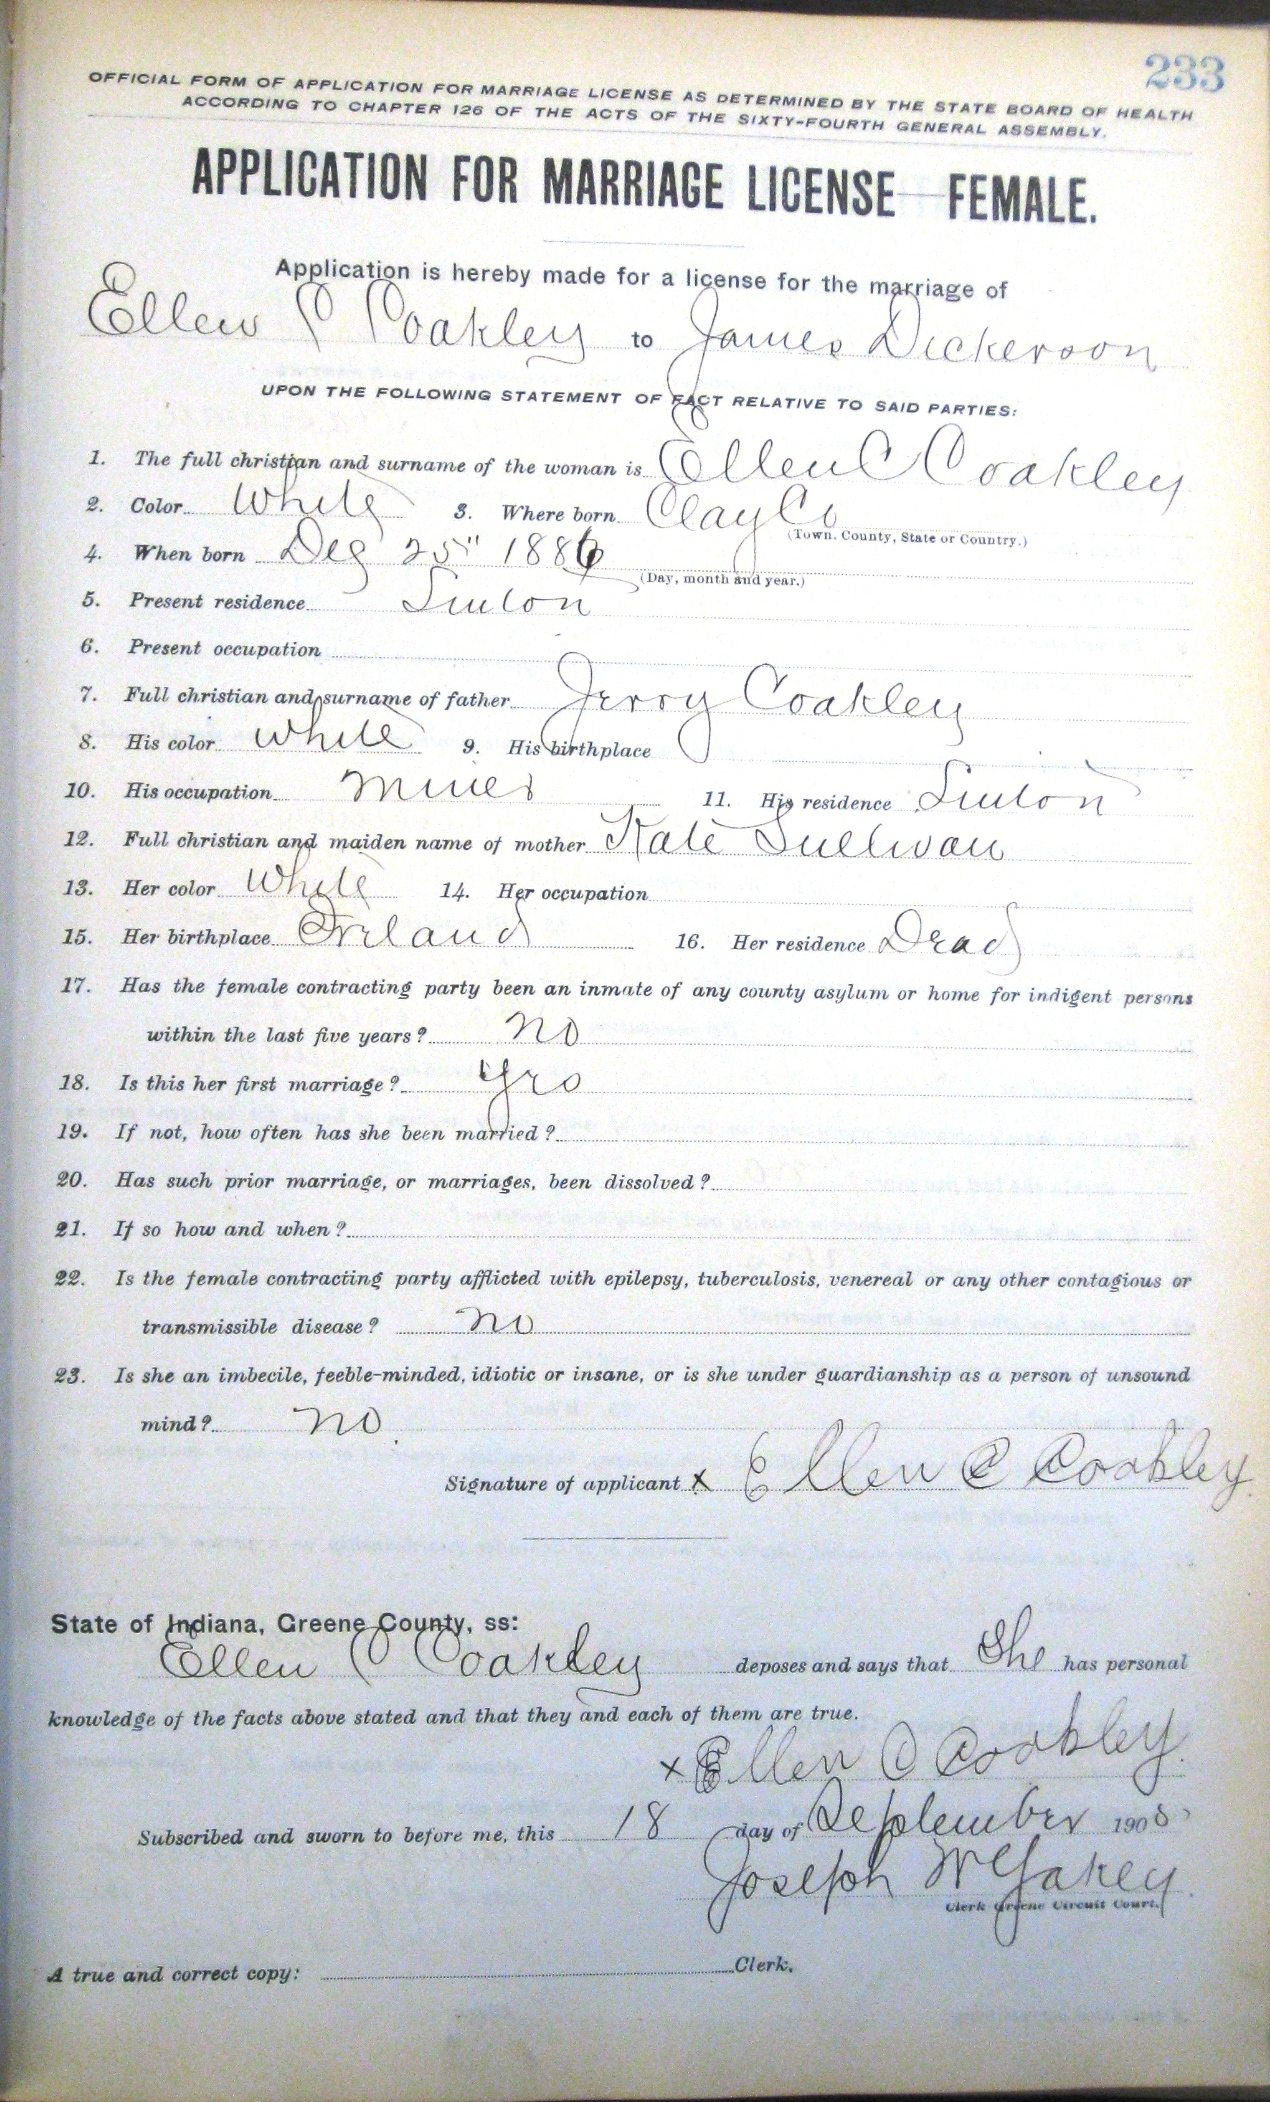 233
OFFICIAL FORM OF APPLICATION FOR MARRIAGE LICENSE AS DETERMINED BY THE STATE BOARD OF HEALTH
ACCORDING TO CHAPTER 126 OF THE ACTS OF THE SIXTY-FOURTH GENERAL ASSEMBLY.
APPLICATION FOR MARRIAGE LICENSE FEMALE.
Application is hereby made for a license for the marriage of
Ellen C Coakley to James Dickerson
UPON THE FOLLOWING STATEMENT OF FACT RELATIVE TO SAID PARTIES:
1. The full christian and surname of the woman is Ellen C Coakley
2. Color White 3. Where born Clay Co
(Town, County, State or Country.)
4. When born Dec 25" 1886
(Day, month and year.)
5. Present residence Linton
6. Present occupation
7. Full christian and surname of father Jerry Coakley
8. His color White 9. His birthplace
10. His occupation Miner 11. His residence Linton
12. Full christian and maiden name of mother Kate Sullivan
13. Her color White 14. Her occupation
15. Her birthplace Ireland 16. Her residence Dead
17. Has the female contracting party been an inmate of any county asylum or home for indigent persons
within the last five years? no
18. Is this her first marriage? yes
19. If not, how often has she been married?
20. Has such prior marriage, or marriages, been dissolved?
21. If so how and when?
22. Is the female contracting party afflicted with epilepsy, tuberculosis, venereal or any other contagious or
transmissible disease? no
23. Is she an imbecile, feeble-minded, idiotic or insane, or is she under guardianship as a person of unsound
mind? no.
Signature of applicant x Ellen C Coakley
State of Indiana, Greene County, ss:
Ellen C Coakley deposes and says that She has personal
knowledge of the facts above stated and that they and each of them are true.
x Ellen C Coakley.
Subscribed and sworn to before me, this 18 day of September 190
Joseph W Yakey.
Clerk Greene Circuit Court.
A true and correct copy: Clerk.